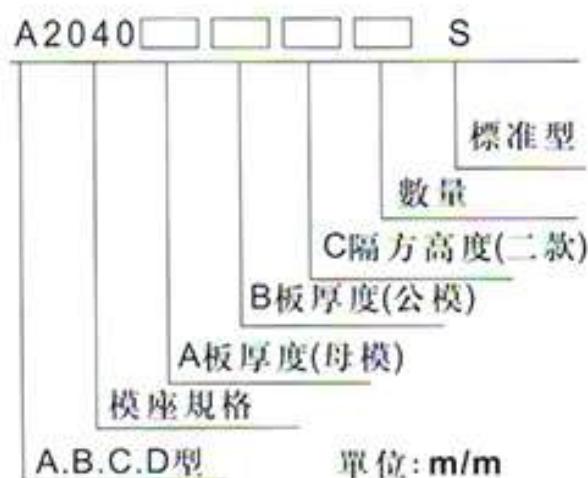 A2040□□□□ S
標准型
數量
C隔方高度(二款)
B板厚度(公模)
A板厚度(母模)
模座規格
A.B.C.D型 單位:m/m